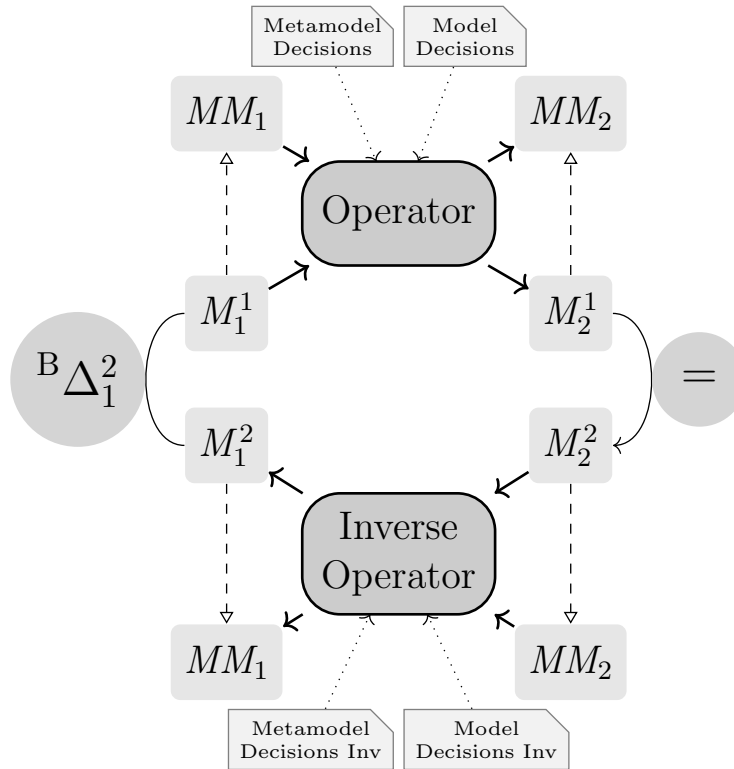 Metamodel
Decisions
Model
Decisions
MM₁
MM₂
Operator
M₁¹
M₂¹
ᴮΔ₁²
=
M₁²
M₂²
Inverse
Operator
MM₁
MM₂
Metamodel
Decisions Inv
Model
Decisions Inv